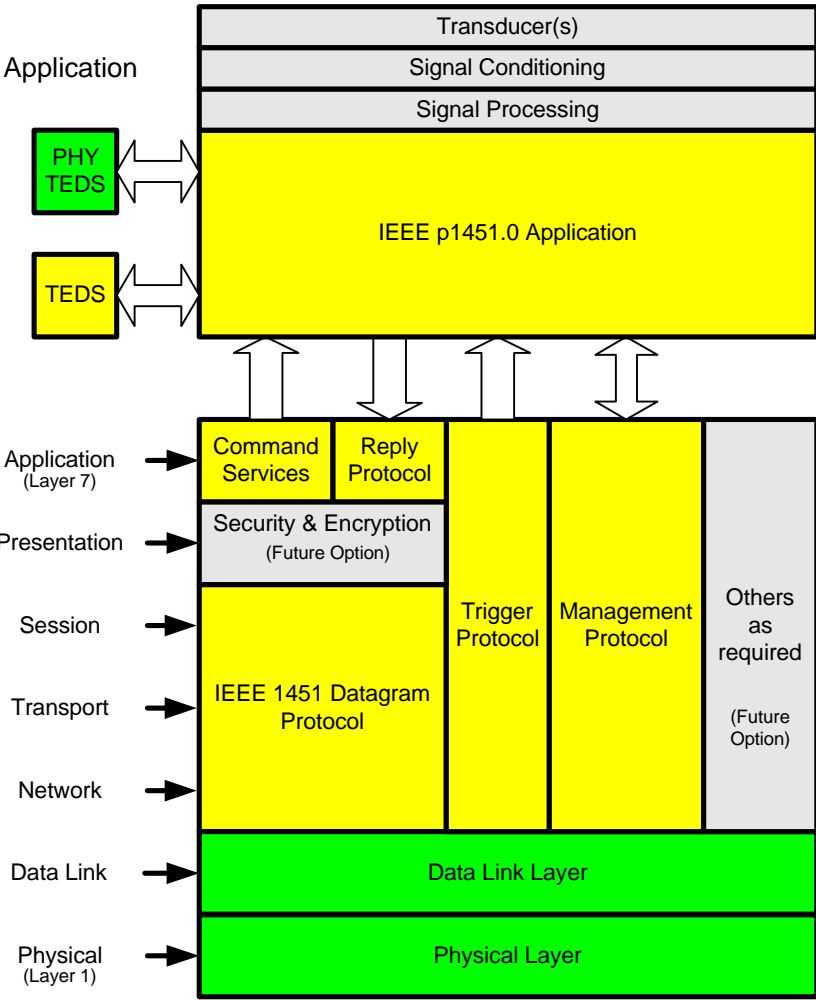 Transducer(s)
Application
Signal Conditioning
Signal Processing
PHY
TEDS
IEEE p1451.0 Application
TEDS
Application
(Layer 7)
Command
Services
Reply
Protocol
Presentation
Security & Encryption
(Future Option)
Session
Trigger
Protocol
Management
Protocol
Others
as
required
(Future
Option)
Transport
IEEE 1451 Datagram
Protocol
Network
Data Link
Data Link Layer
Physical
(Layer 1)
Physical Layer